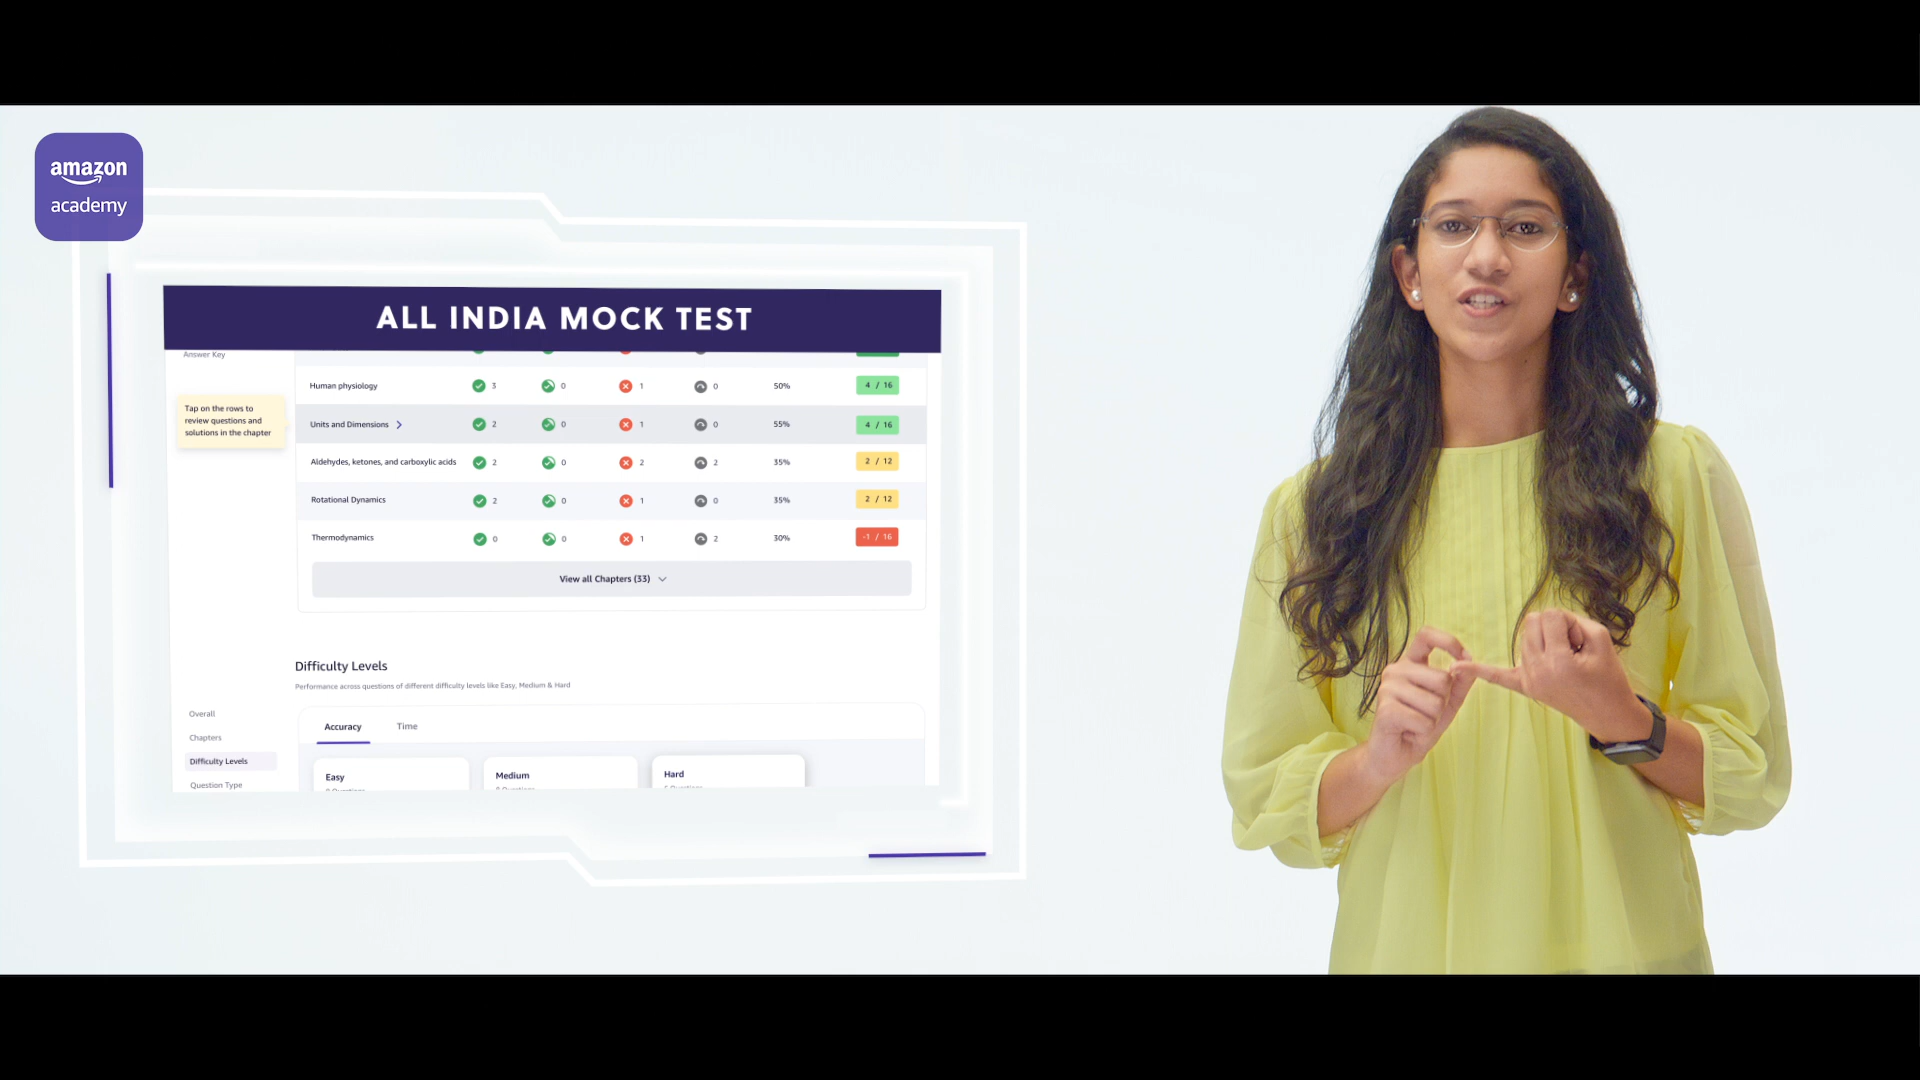 amazon
academy
ALL INDIA MOCK TEST
Answer Key
Human physiology 3 0 1 0 50% 4 / 16
Tap on the rows to
review questions and
solutions in the chapter
Units and Dimensions 2 0 1 0 55% 4 / 16
Aldehydes, ketones, and carboxylic acids 2 0 2 2 35% 2 / 12
Rotational Dynamics 2 0 1 0 35% 2 / 12
Thermodynamics 0 0 1 2 30% -1 / 16
View all Chapters (33)
Difficulty Levels
Performance across questions of different difficulty levels like Easy, Medium & Hard
Overall
Chapters
Difficulty Levels
Question Type
Accuracy Time
Easy Medium Hard